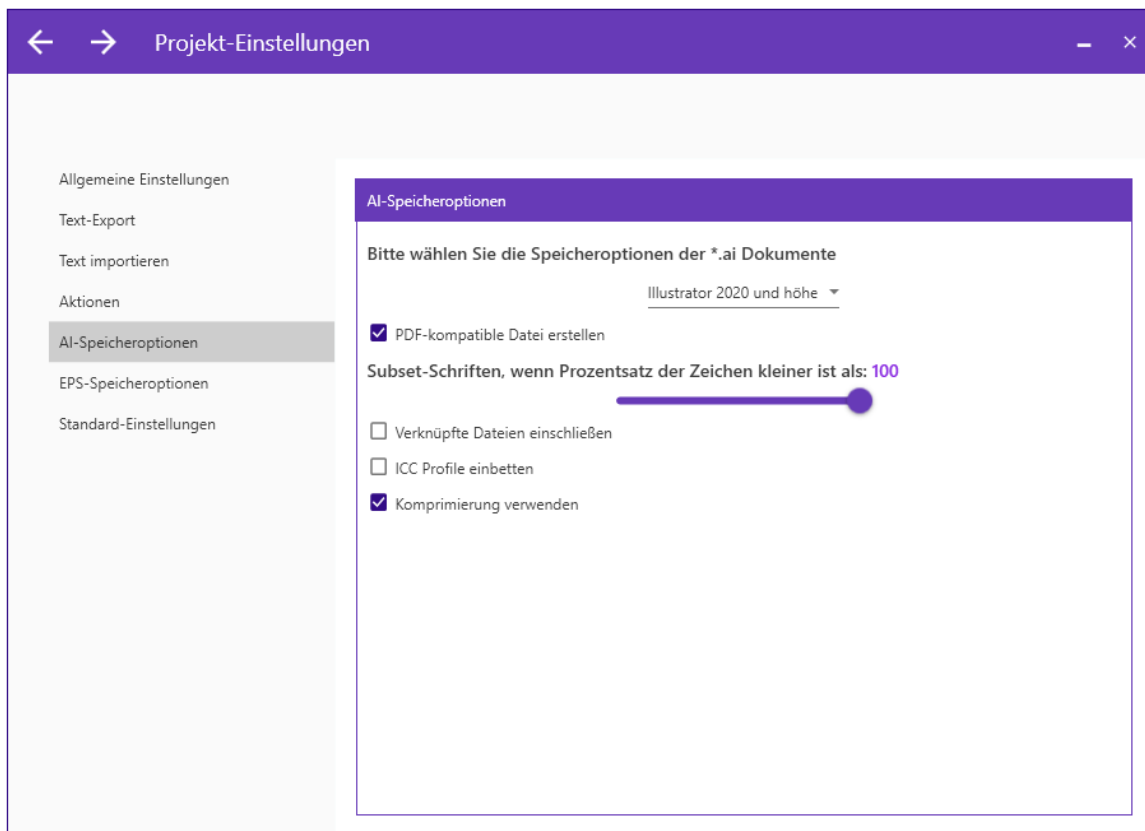 Projekt-Einstellungen
Allgemeine Einstellungen
Text-Export
Text importieren
Aktionen
AI-Speicheroptionen
EPS-Speicheroptionen
Standard-Einstellungen
AI-Speicheroptionen
Bitte wählen Sie die Speicheroptionen der *.ai Dokumente
Illustrator 2020 und höhe
PDF-kompatible Datei erstellen
Subset-Schriften, wenn Prozentsatz der Zeichen kleiner ist als: 100
Verknüpfte Dateien einschließen
ICC Profile einbetten
Komprimierung verwenden